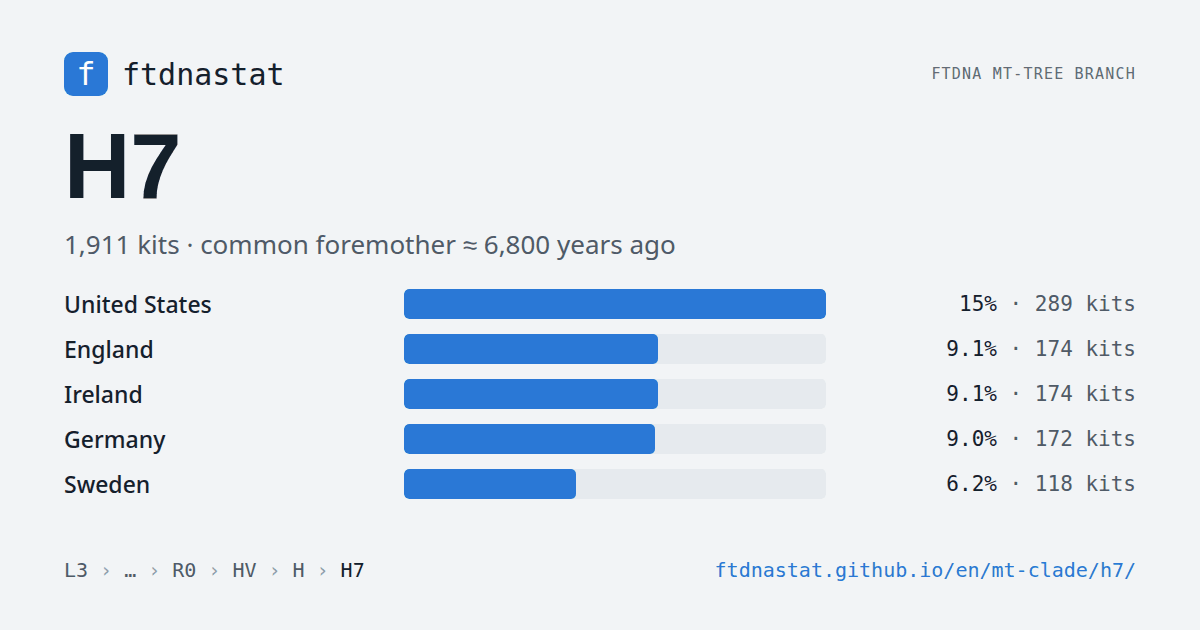 f ftdnastat
FTDNA MT-TREE BRANCH
H7
1,911 kits · common foremother ≈ 6,800 years ago
United States 15% · 289 kits
England 9.1% · 174 kits
Ireland 9.1% · 174 kits
Germany 9.0% · 172 kits
Sweden 6.2% · 118 kits
L3 › … › R0 › HV › H › H7
ftdnastat.github.io/en/mt-clade/h7/